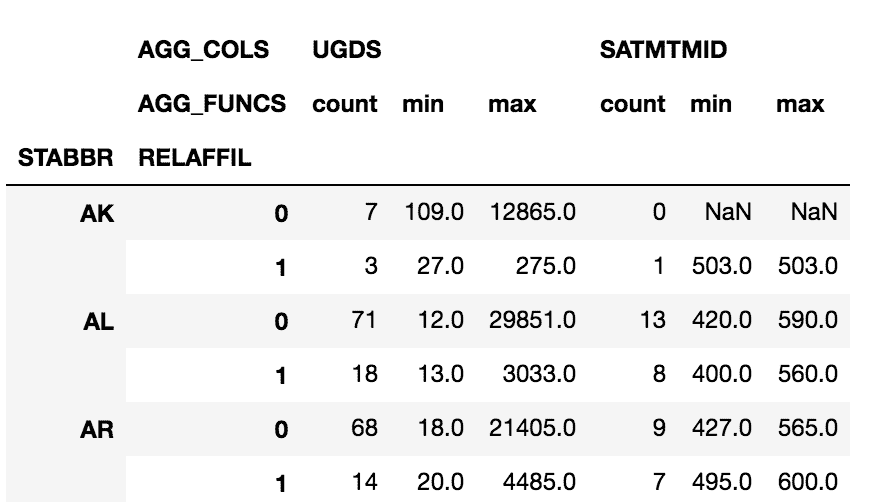 AGG_COLS UGDS SATMTMID
AGG_FUNCS count min max count min max
STABBR RELAFFIL
AK 0 7 109.0 12865.0 0 NaN NaN
1 3 27.0 275.0 1 503.0 503.0
AL 0 71 12.0 29851.0 13 420.0 590.0
1 18 13.0 3033.0 8 400.0 560.0
AR 0 68 18.0 21405.0 9 427.0 565.0
1 14 20.0 4485.0 7 495.0 600.0